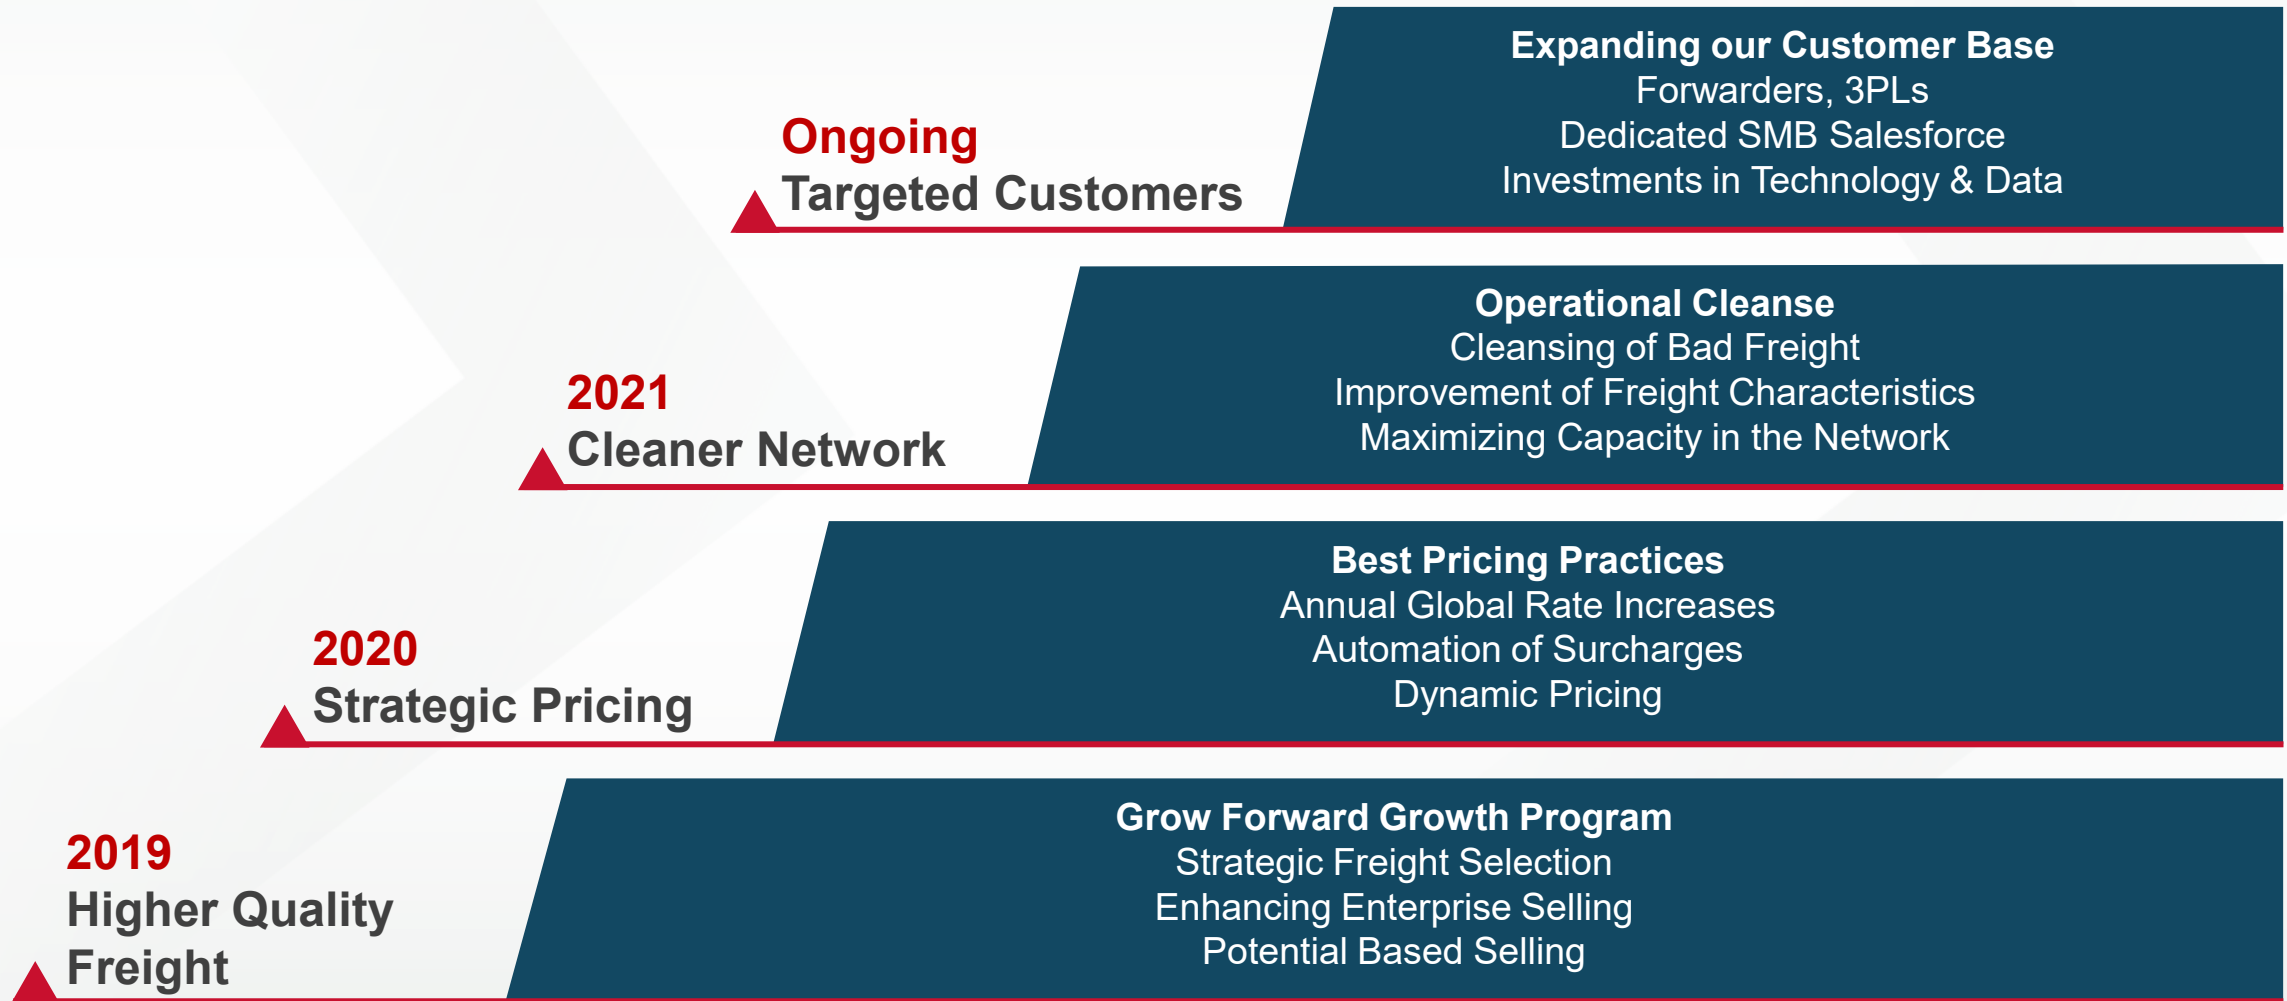 Ongoing
Targeted Customers
Expanding our Customer Base
Forwarders, 3PLs
Dedicated SMB Salesforce
Investments in Technology & Data
2021
Cleaner Network
Operational Cleanse
Cleansing of Bad Freight
Improvement of Freight Characteristics
Maximizing Capacity in the Network
2020
Strategic Pricing
Best Pricing Practices
Annual Global Rate Increases
Automation of Surcharges
Dynamic Pricing
2019
Higher Quality
Freight
Grow Forward Growth Program
Strategic Freight Selection
Enhancing Enterprise Selling
Potential Based Selling